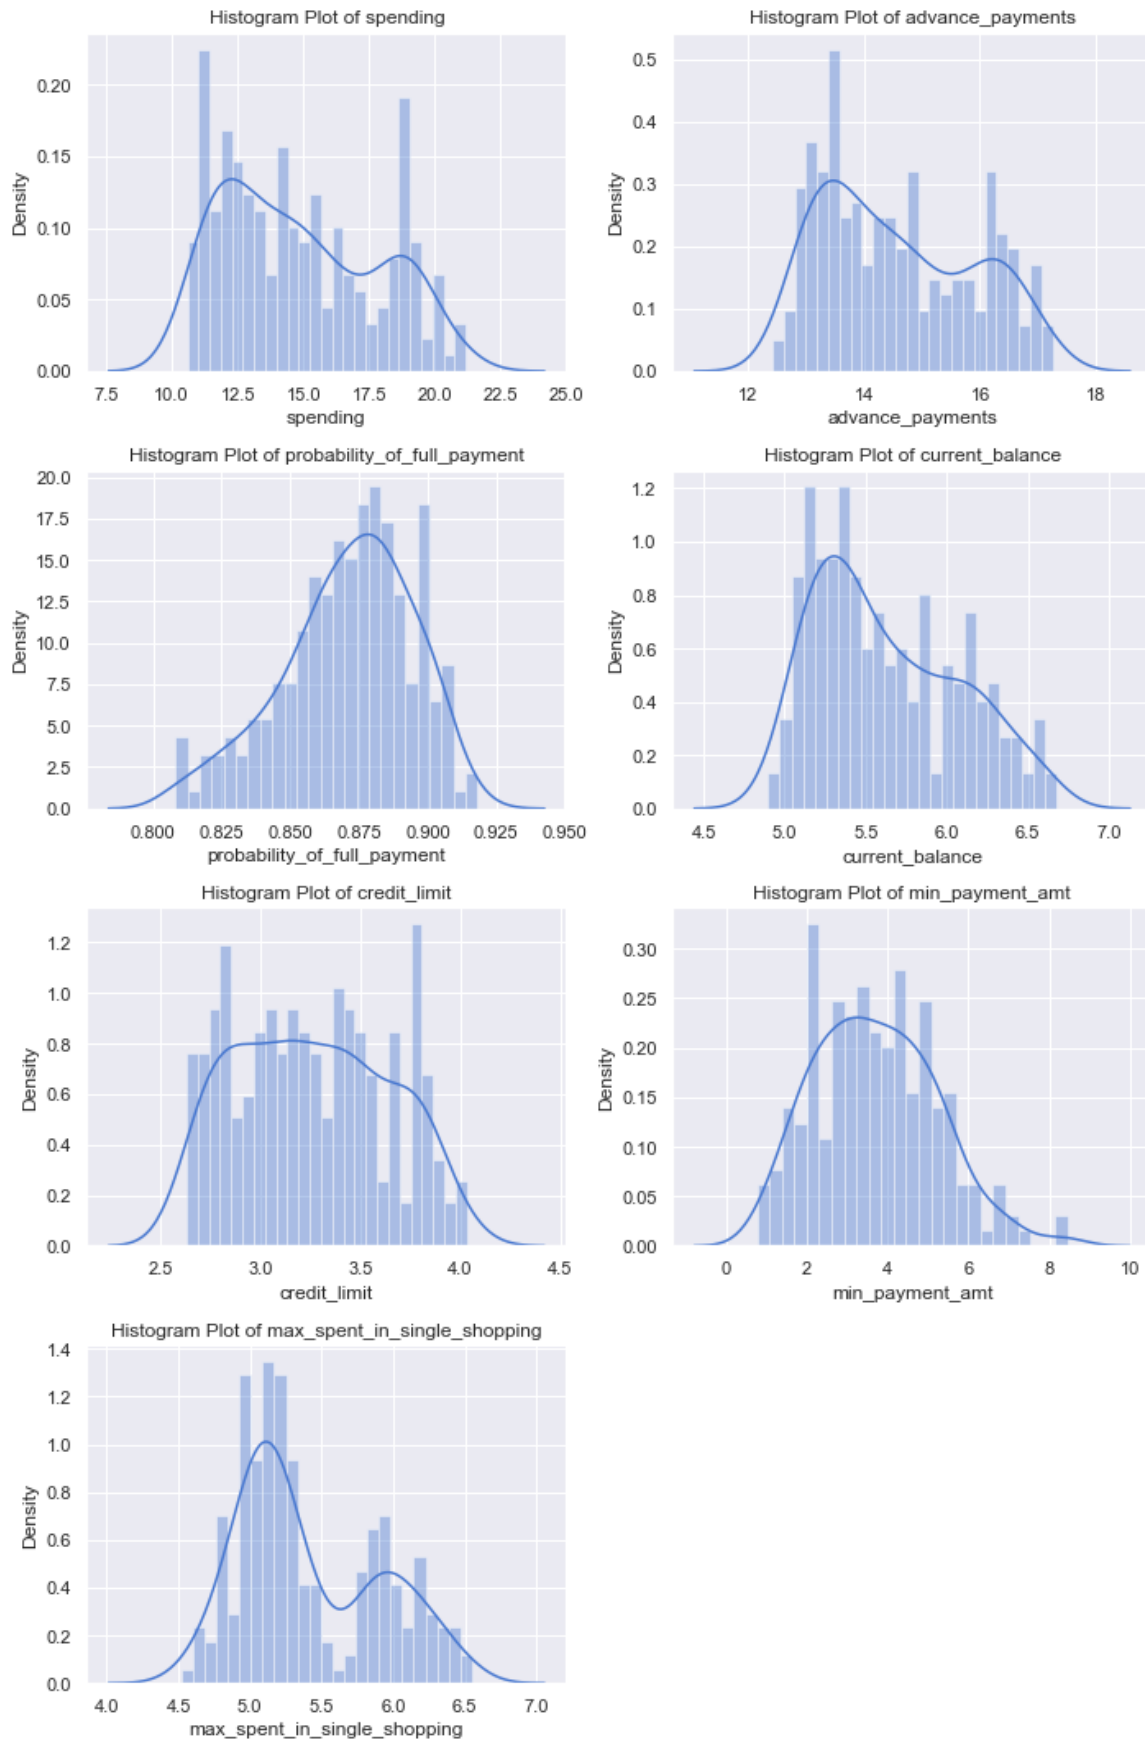 Histogram Plot of spending
0.20
0.15
0.10
0.05
0.00
Density
7.5 10.0 12.5 15.0 17.5 20.0 22.5 25.0
spending
Histogram Plot of advance_payments
0.5
0.4
0.3
0.2
0.1
0.0
Density
12 14 16 18
advance_payments
Histogram Plot of probability_of_full_payment
20.0
17.5
15.0
12.5
10.0
7.5
5.0
2.5
0.0
Density
0.800 0.825 0.850 0.875 0.900 0.925 0.950
probability_of_full_payment
Histogram Plot of current_balance
1.2
1.0
0.8
0.6
0.4
0.2
0.0
Density
4.5 5.0 5.5 6.0 6.5 7.0
current_balance
Histogram Plot of credit_limit
1.2
1.0
0.8
0.6
0.4
0.2
0.0
Density
2.5 3.0 3.5 4.0 4.5
credit_limit
Histogram Plot of min_payment_amt
0.30
0.25
0.20
0.15
0.10
0.05
0.00
Density
0 2 4 6 8 10
min_payment_amt
Histogram Plot of max_spent_in_single_shopping
1.4
1.2
1.0
0.8
0.6
0.4
0.2
0.0
Density
4.0 4.5 5.0 5.5 6.0 6.5 7.0
max_spent_in_single_shopping